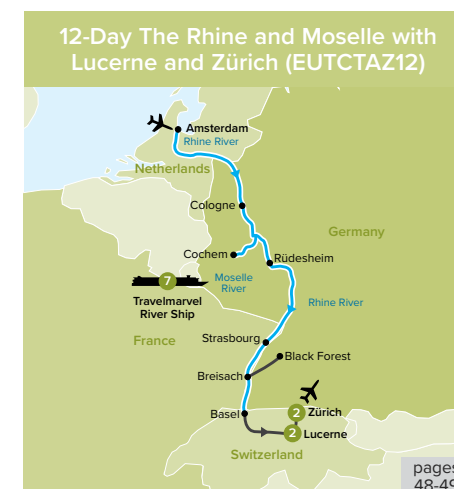 12-Day The Rhine and Moselle with
Lucerne and Zürich (EUTCTAZ12)
Amsterdam
Rhine River
Netherlands
Cologne
Germany
Cochem
Rüdesheim
7
Moselle
River
Travelmarvel
River Ship
Rhine River
France
Strasbourg
Black Forest
Breisach
Basel
2 Zürich
2 Lucerne
Switzerland
pages
48-49